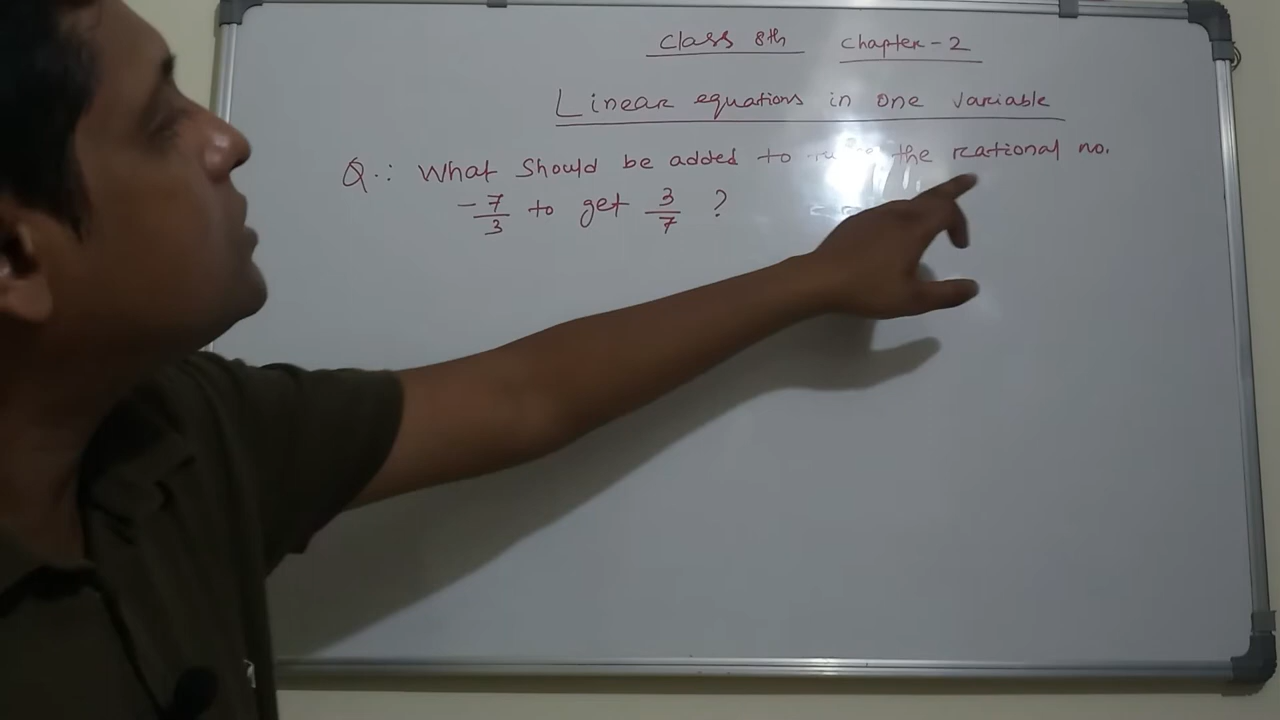 Class 8th Chapter-2
Linear equations in one variable
Q.: What should be added to the rational no.
-7/3 to get 3/7 ?